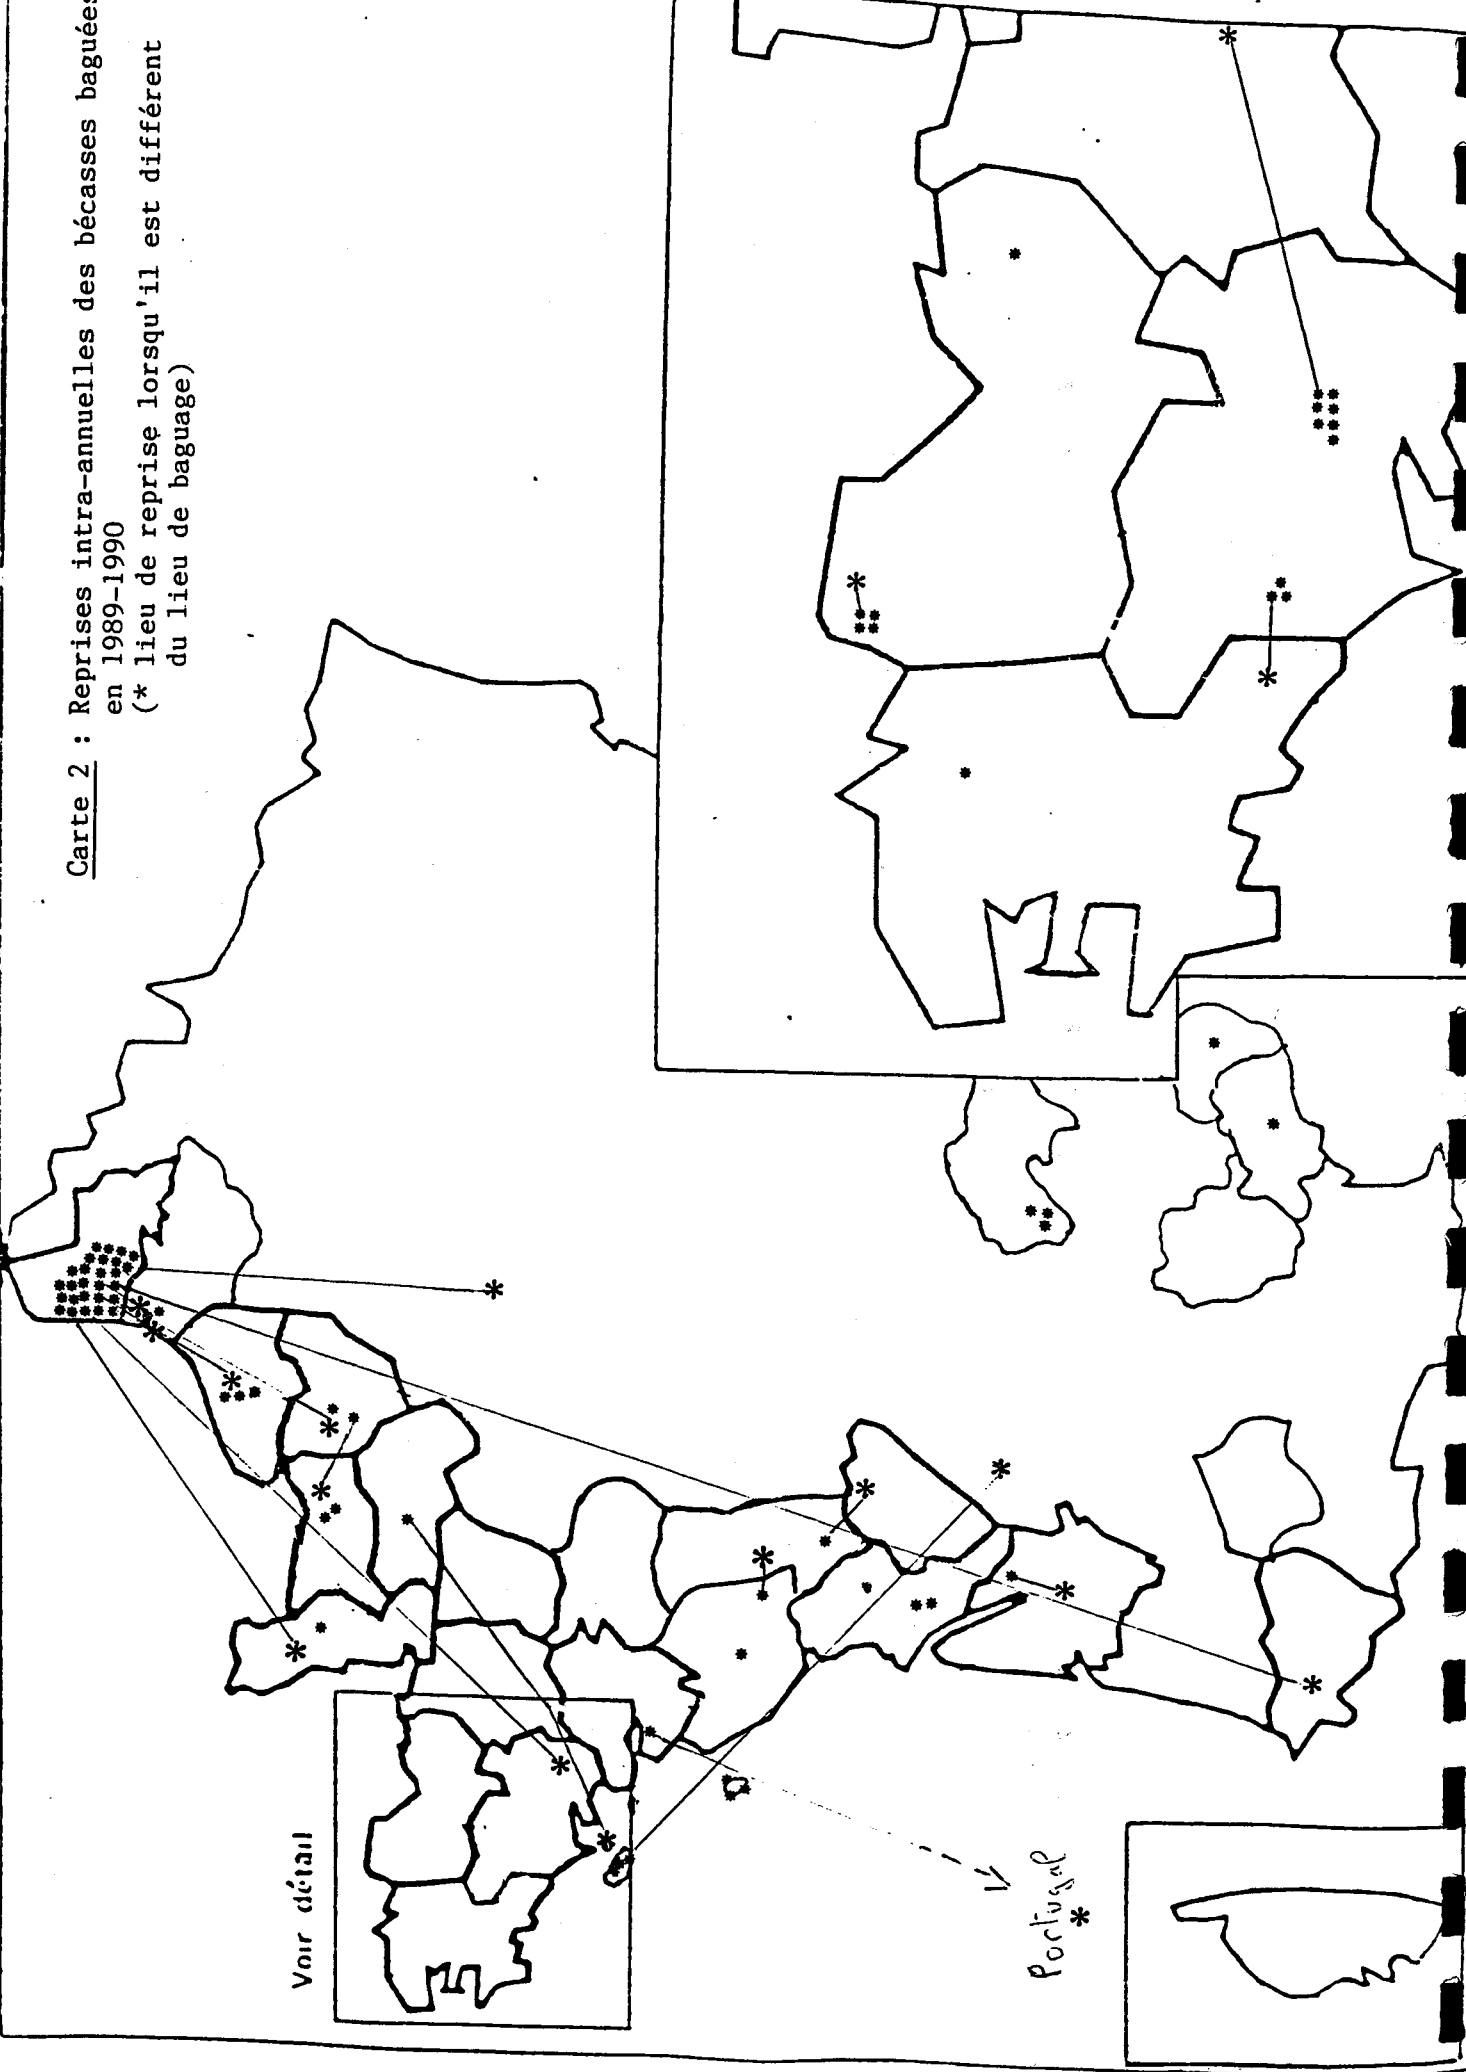 Carte 2 : Reprises intra-annuelles des bécasses baguées
en 1989-1990
(* lieu de reprise lorsqu'il est différent
du lieu de baguage)
Voir détail
Portugal
*